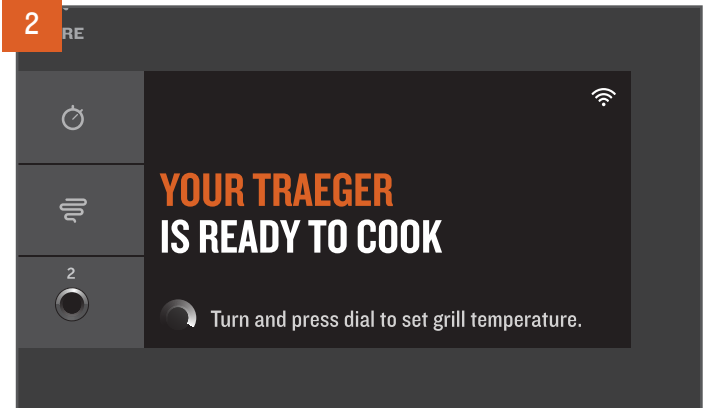 2
RE
YOUR TRAEGER
IS READY TO COOK
2
Turn and press dial to set grill temperature.